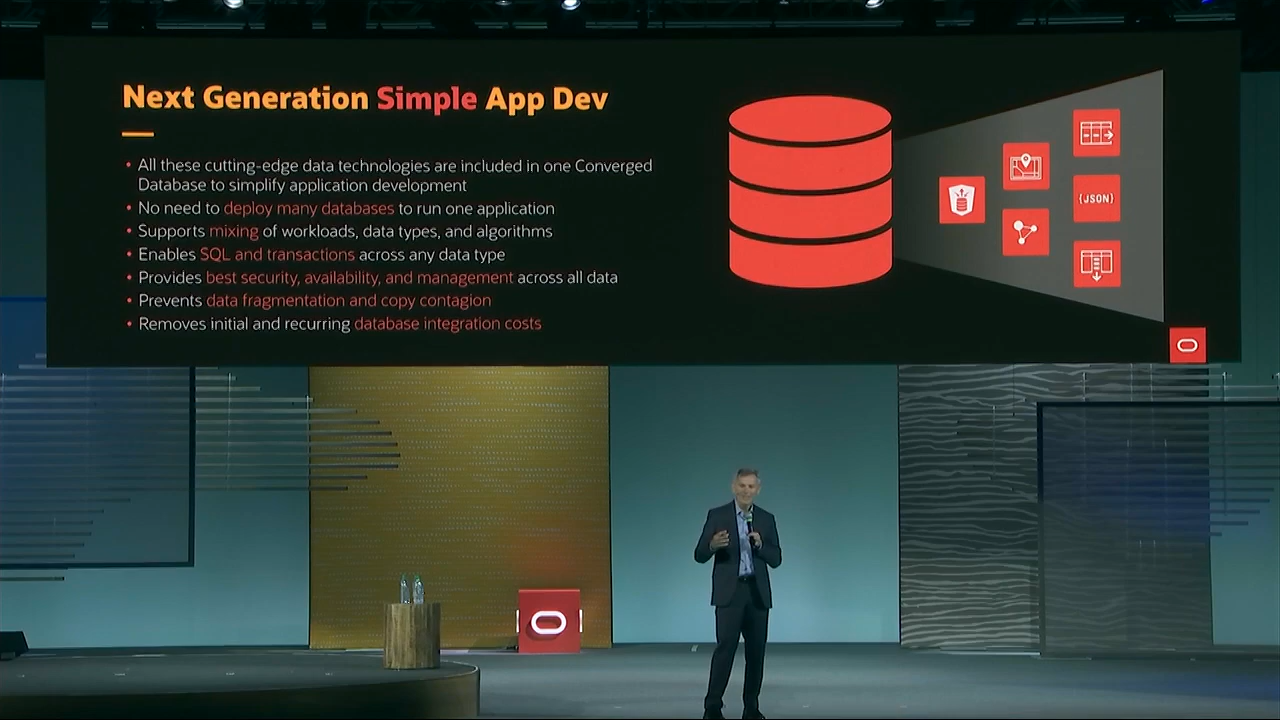 Next Generation Simple App Dev
• All these cutting-edge data technologies are included in one Converged
Database to simplify application development
• No need to deploy many databases to run one application
• Supports mixing of workloads, data types, and algorithms
• Enables SQL and transactions across any data type
• Provides best security, availability, and management across all data
• Prevents data fragmentation and copy contagion
• Removes initial and recurring database integration costs
{JSON}